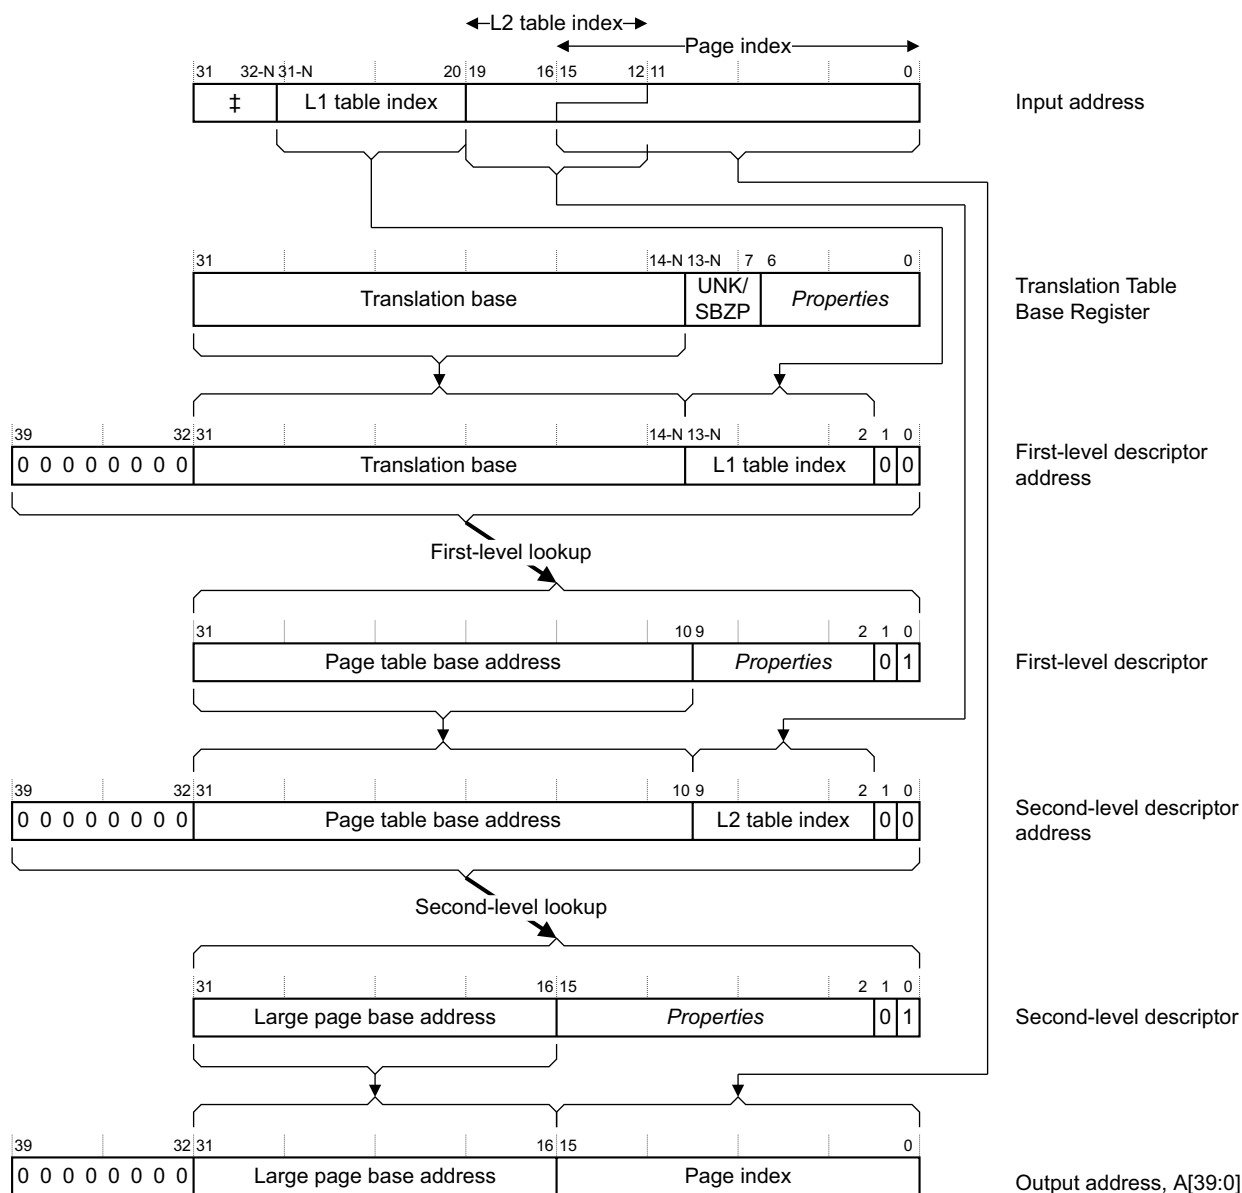 L2 table index
Page index
31 32-N 31-N 20 19 16 15 12 11 0
‡ L1 table index Input address
31 14-N 13-N 7 6 0
Translation base UNK/ SBZP Properties Translation Table Base Register
39 32 31 14-N 13-N 2 1 0
0 0 0 0 0 0 0 0 Translation base L1 table index 0 0 First-level descriptor address
First-level lookup
31 10 9 2 1 0
Page table base address Properties 0 1 First-level descriptor
39 32 31 10 9 2 1 0
0 0 0 0 0 0 0 0 Page table base address L2 table index 0 0 Second-level descriptor address
Second-level lookup
31 16 15 2 1 0
Large page base address Properties 0 1 Second-level descriptor
39 32 31 16 15 0
0 0 0 0 0 0 0 0 Large page base address Page index Output address, A[39:0]